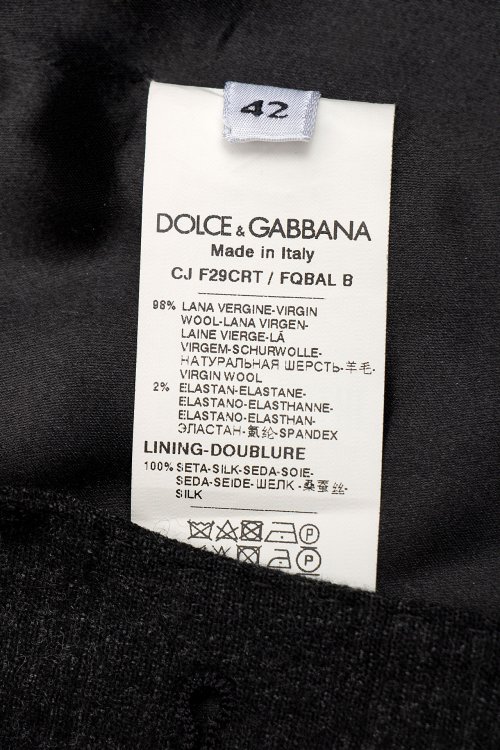 42
DOLCE & GABBANA
Made in Italy
CJ F29CRT / FQBAL B
98% LANA VERGINE-VIRGIN
WOOL-LANA VIRGEN-
LAINE VIERGE-LÃ
VIRGEM-SCHURWOLLE-
НАТУРАЛЬНАЯ ШЕРСТЬ-羊毛-
VIRGIN WOOL
2% ELASTAN-ELASTANE-
ELASTANO-ELASTHANNE-
ELASTANO-ELASTHAN-
ЭЛАСТАН-氨纶-SPANDEX
LINING-DOUBLURE
100% SETA-SILK-SEDA-SOIE-
SEDA-SEIDE-ШЕЛК-桑蚕丝-
SILK
P
P